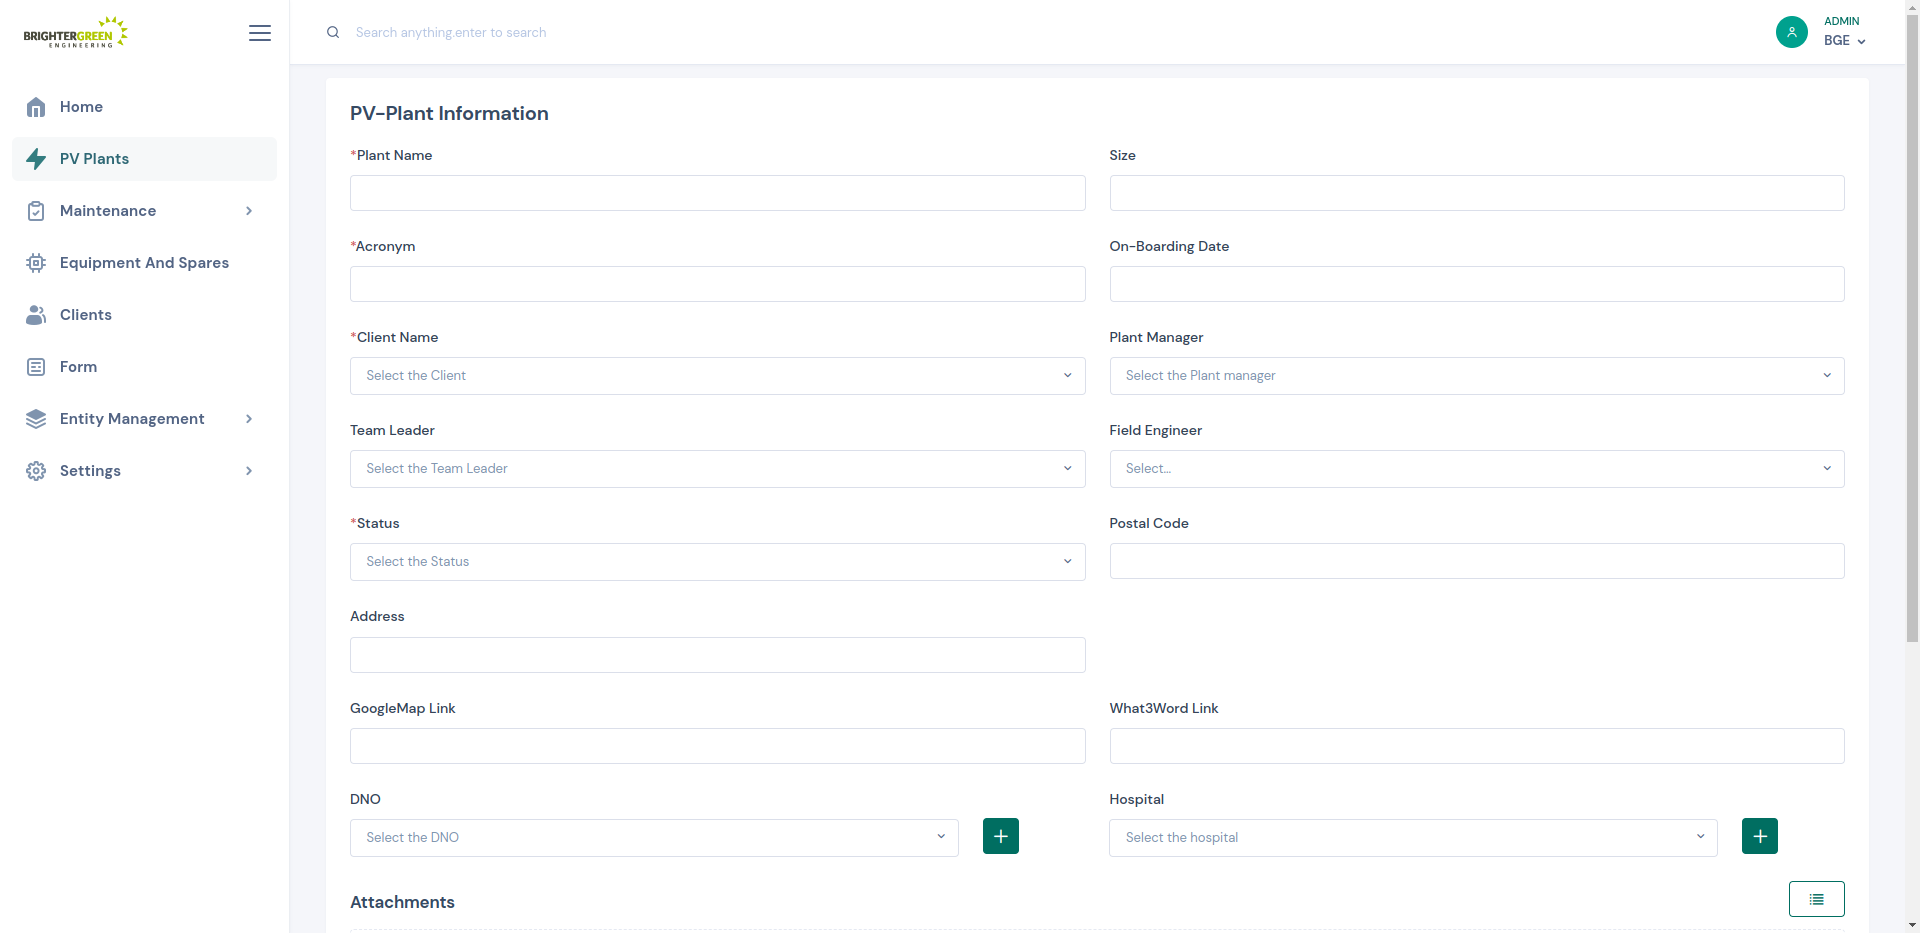 BRIGHTERGREEN
ENGINEERING
Home
PV Plants
Maintenance
Equipment And Spares
Clients
Form
Entity Management
Settings
Search anything.enter to search
ADMIN
BGE
PV-Plant Information
*Plant Name
Size
*Acronym
On-Boarding Date
*Client Name
Plant Manager
Select the Client
Select the Plant manager
Team Leader
Field Engineer
Select the Team Leader
Select...
*Status
Postal Code
Select the Status
Address
GoogleMap Link
What3Word Link
DNO
Hospital
Select the DNO
Select the hospital
Attachments